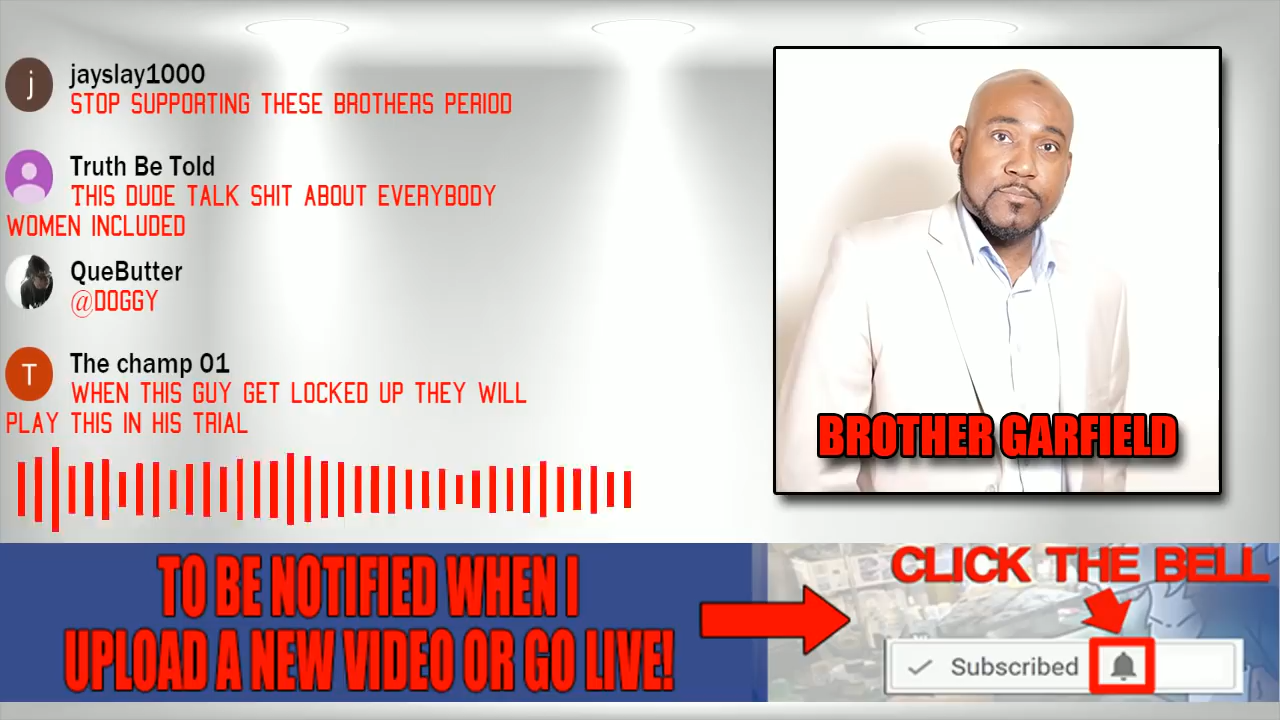 j
jayslay1000
STOP SUPPORTING THESE BROTHERS PERIOD
Truth Be Told
THIS DUDE TALK SHIT ABOUT EVERYBODY
WOMEN INCLUDED
QueButter
@DOGGY
T
The champ 01
WHEN THIS GUY GET LOCKED UP THEY WILL
PLAY THIS IN HIS TRIAL
BROTHER GARFIELD
TO BE NOTIFIED WHEN I
UPLOAD A NEW VIDEO OR GO LIVE!
CLICK THE BELL
Subscribed